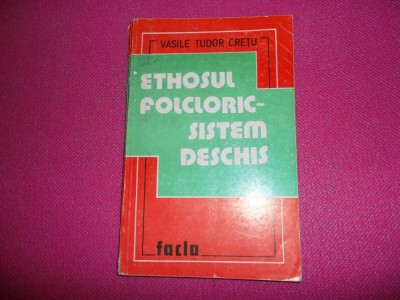 VASILE TUDOR CREȚU
ETHOSUL
FOLCLORIC-
SISTEM
DESCHIS
facla